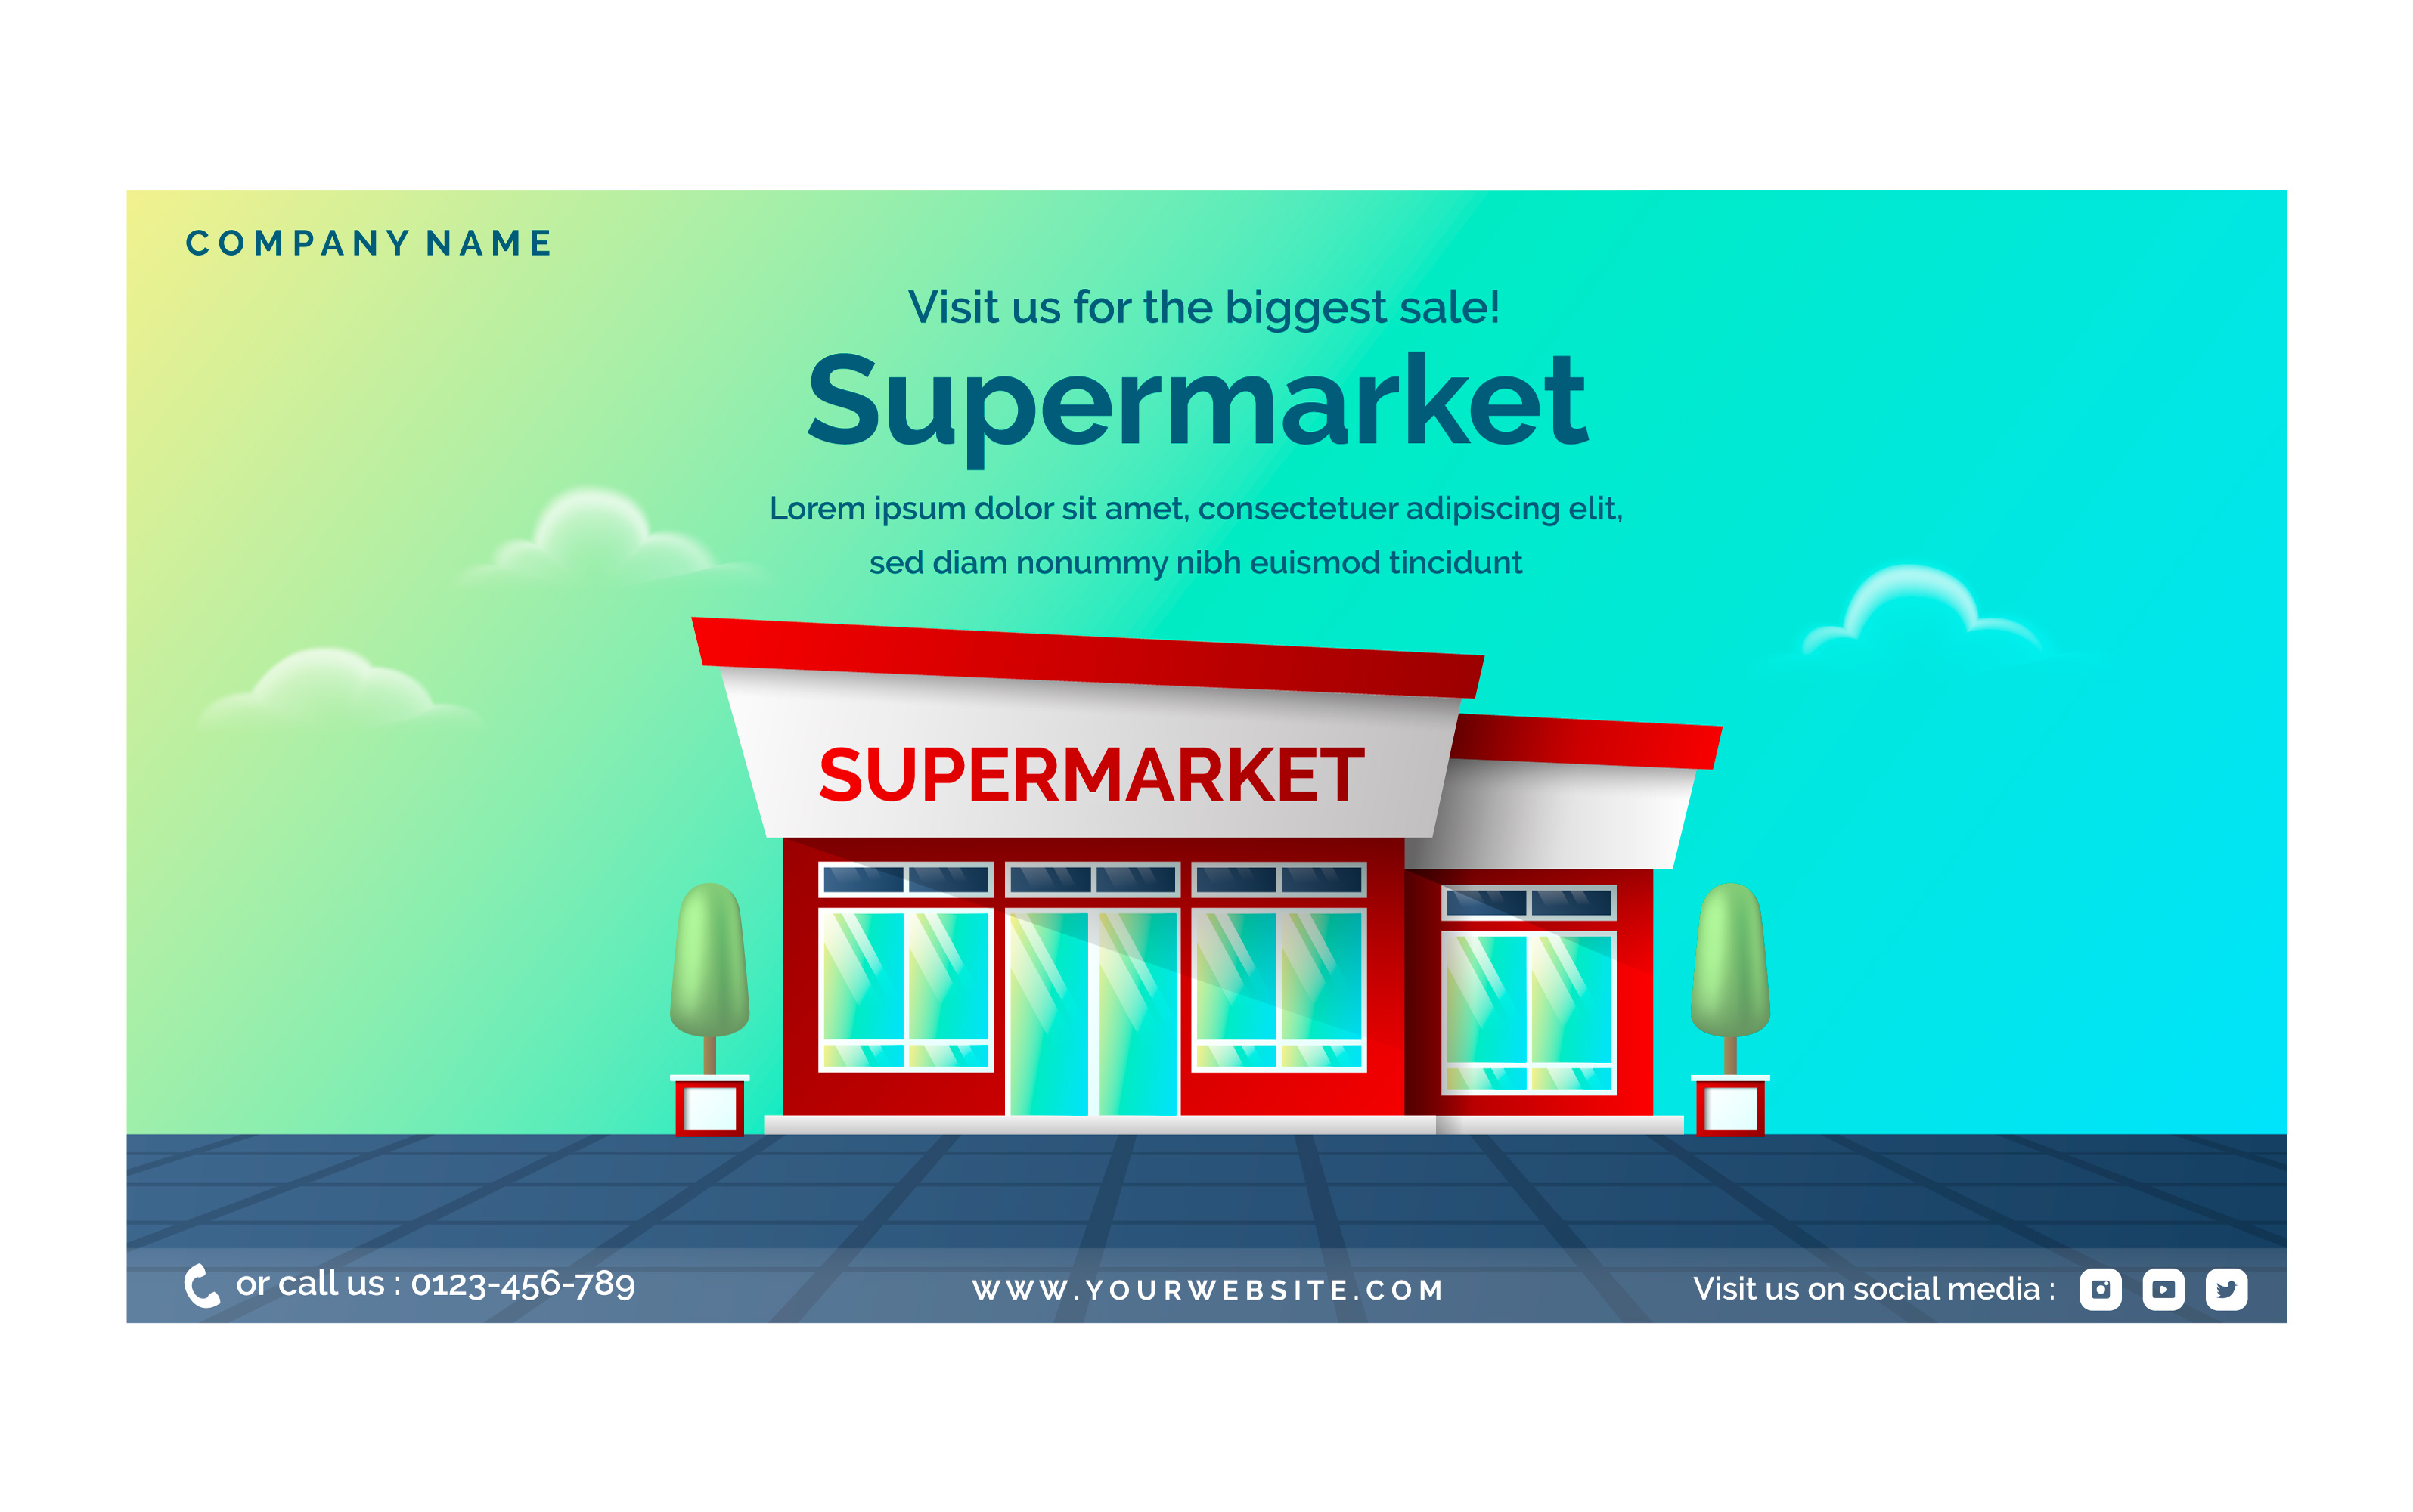 COMPANY NAME
Visit us for the biggest sale!
Supermarket
Lorem ipsum dolor sit amet, consectetuer adipiscing elit,
sed diam nonummy nibh euismod tincidunt
SUPERMARKET
or call us : 0123-456-789
WWW.YOURWEBSITE.COM
Visit us on social media :